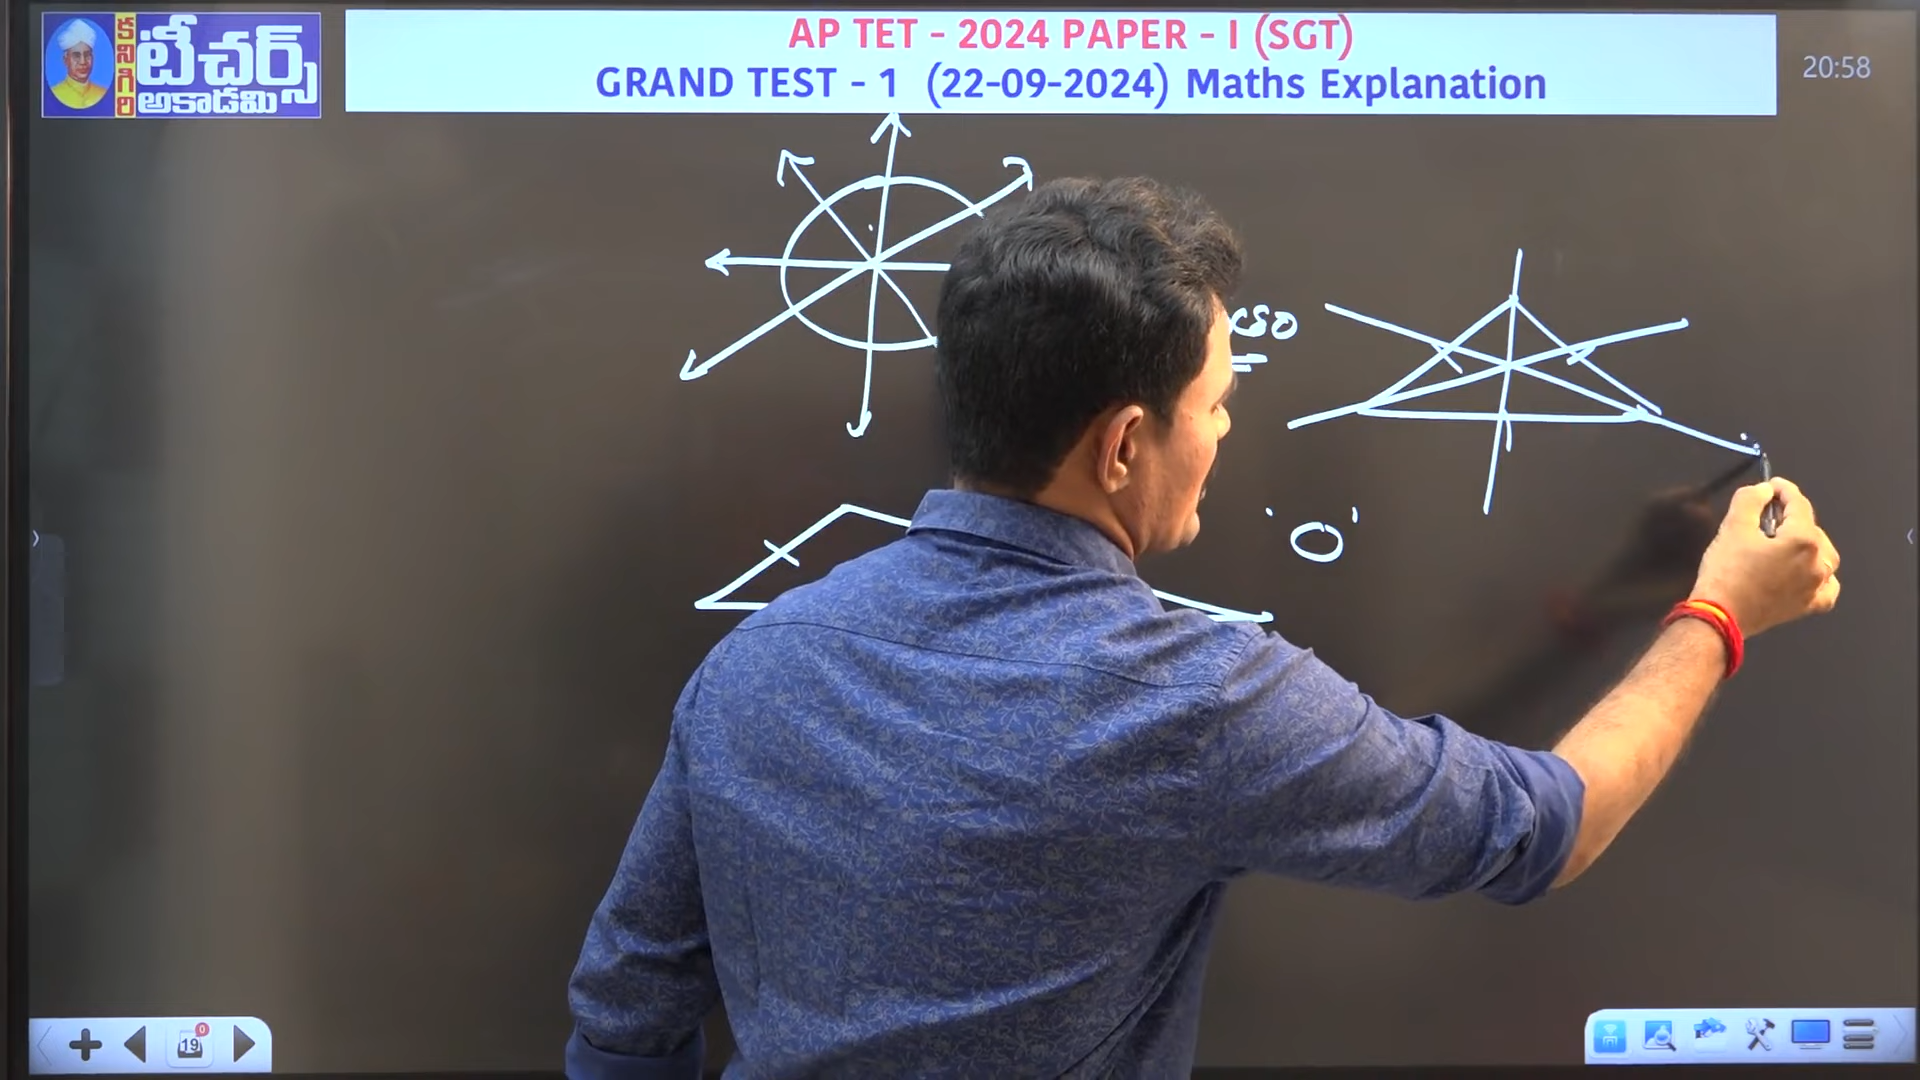 కనిగిరి
టీచర్స్
అకాడమి
AP TET - 2024 PAPER - I (SGT)
GRAND TEST - 1 (22-09-2024) Maths Explanation
20:58
'O'
19
0